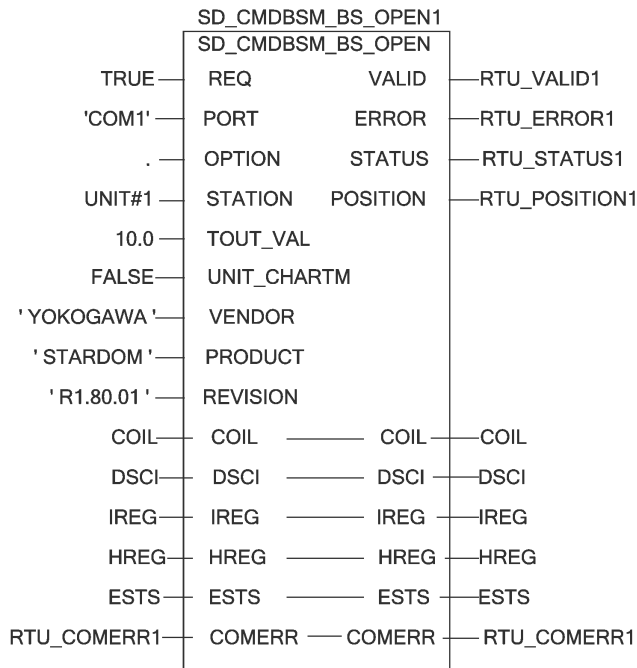 SD_CMDBSM_BS_OPEN1
SD_CMDBSM_BS_OPEN
TRUE REQ VALID RTU_VALID1
'COM1' PORT ERROR RTU_ERROR1
. OPTION STATUS RTU_STATUS1
UNIT#1 STATION POSITION RTU_POSITION1
10.0 TOUT_VAL
FALSE UNIT_CHARTM
' YOKOGAWA ' VENDOR
' STARDOM ' PRODUCT
' R1.80.01 ' REVISION
COIL COIL COIL COIL
DSCI DSCI DSCI DSCI
IREG IREG IREG IREG
HREG HREG HREG HREG
ESTS ESTS ESTS ESTS
RTU_COMERR1 COMERR COMERR RTU_COMERR1